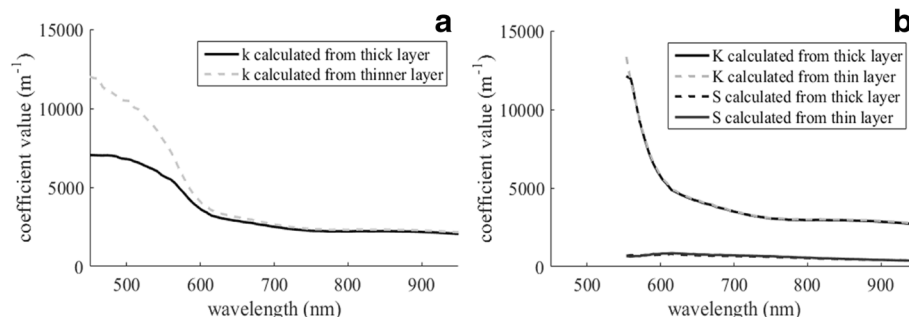 a
15000
10000
5000
0
coefficient value (m⁻¹)
k calculated from thick layer
k calculated from thinner layer
500 600 700 800 900
wavelength (nm)
b
15000
10000
5000
0
coefficient value (m⁻¹)
K calculated from thick layer
K calculated from thin layer
S calculated from thick layer
S calculated from thin layer
500 600 700 800 900
wavelength (nm)